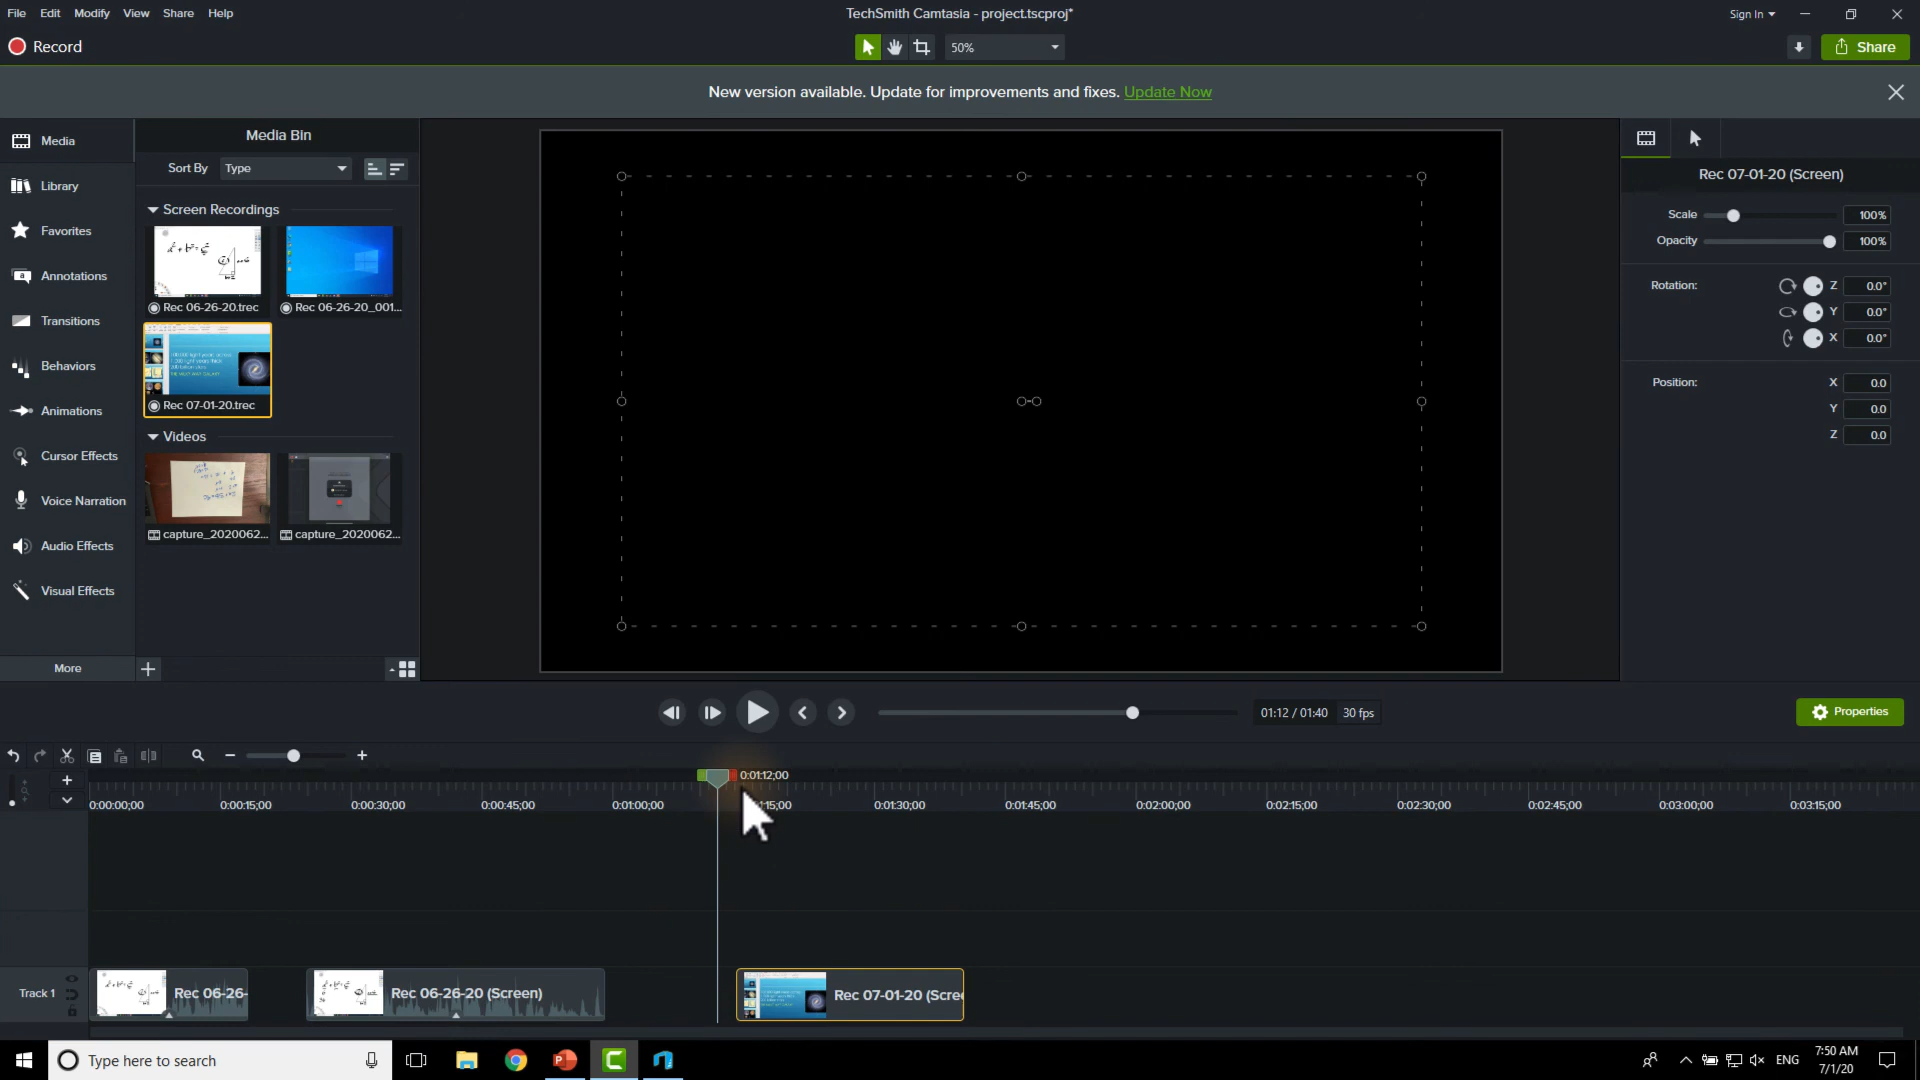 File Edit Modify View Share Help
TechSmith Camtasia - project.tscproj*
Sign In
Record
50%
Share
New version available. Update for improvements and fixes. Update Now
Media
Library
Favorites
Annotations
Transitions
Behaviors
Animations
Cursor Effects
Voice Narration
Audio Effects
Visual Effects
More
Media Bin
Sort By Type
Screen Recordings
Rec 06-26-20.trec
Rec 06-26-20_001...
Rec 07-01-20.trec
Videos
capture_2020062...
capture_2020062...
Rec 07-01-20 (Screen)
Scale 100%
Opacity 100%
Rotation: Z 0.0°
Y 0.0°
X 0.0°
Position: X 0.0
Y 0.0
Z 0.0
01:12 / 01:40 30 fps
Properties
0:01:12;00
0:00:00;00 0:00:15;00 0:00:30;00 0:00:45;00 0:01:00;00 15;00 0:01:30;00 0:01:45;00 0:02:00;00 0:02:15;00 0:02:30;00 0:02:45;00 0:03:00;00 0:03:15;00
Track 1
Rec 06-26-
Rec 06-26-20 (Screen)
Rec 07-01-20 (Scree
Type here to search
ENG
7:50 AM
7/1/20